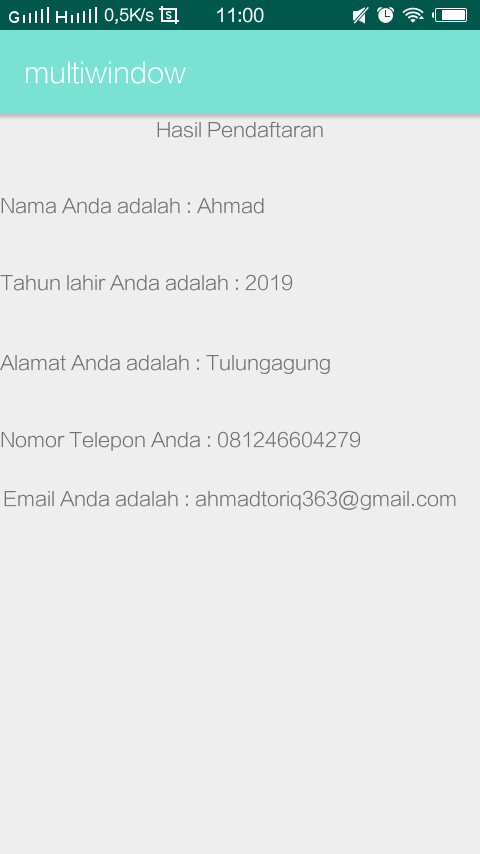 G H 0,5K/s S 11:00
multiwindow
Hasil Pendaftaran
Nama Anda adalah : Ahmad
Tahun lahir Anda adalah : 2019
Alamat Anda adalah : Tulungagung
Nomor Telepon Anda : 081246604279
Email Anda adalah : ahmadtoriq363@gmail.com